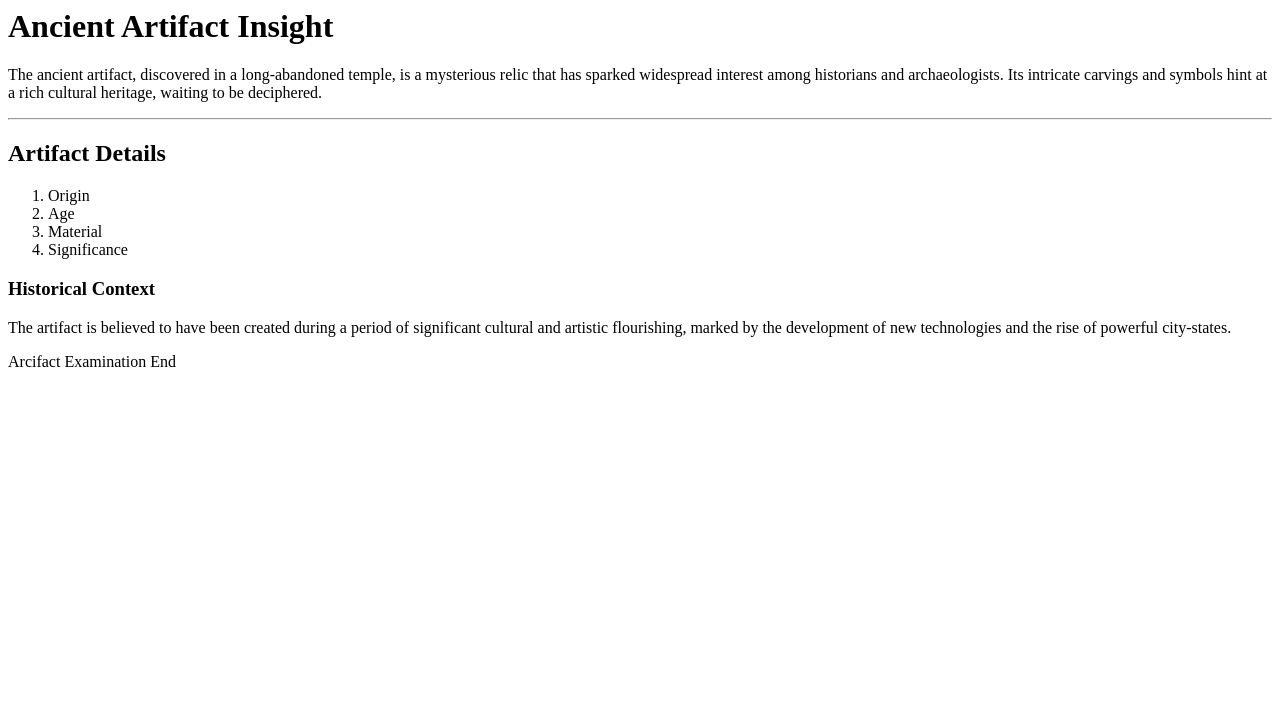 Ancient Artifact Insight
The ancient artifact, discovered in a long-abandoned temple, is a mysterious relic that has sparked widespread interest among historians and archaeologists. Its intricate carvings and symbols hint at
a rich cultural heritage, waiting to be deciphered.
Artifact Details
1. Origin
2. Age
3. Material
4. Significance
Historical Context
The artifact is believed to have been created during a period of significant cultural and artistic flourishing, marked by the development of new technologies and the rise of powerful city-states.
Arcifact Examination End